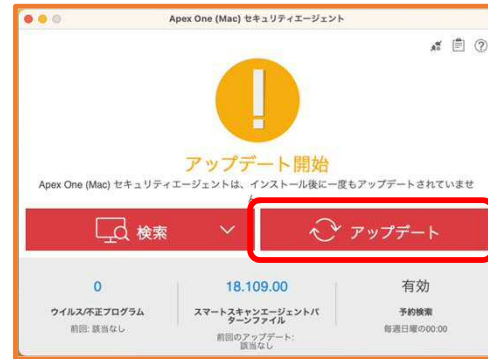 Apex One (Mac) セキュリティエージェント
アップデート開始
Apex One (Mac) セキュリティエージェントは、インストール後に一度もアップデートされていませ
ん
検索
アップデート
0
ウイルス/不正プログラム
前回: 該当なし
18.109.00
スマートスキャンエージェントパ
ターンファイル
前回のアップデート:
該当なし
有効
予約検索
毎週日曜の00:00